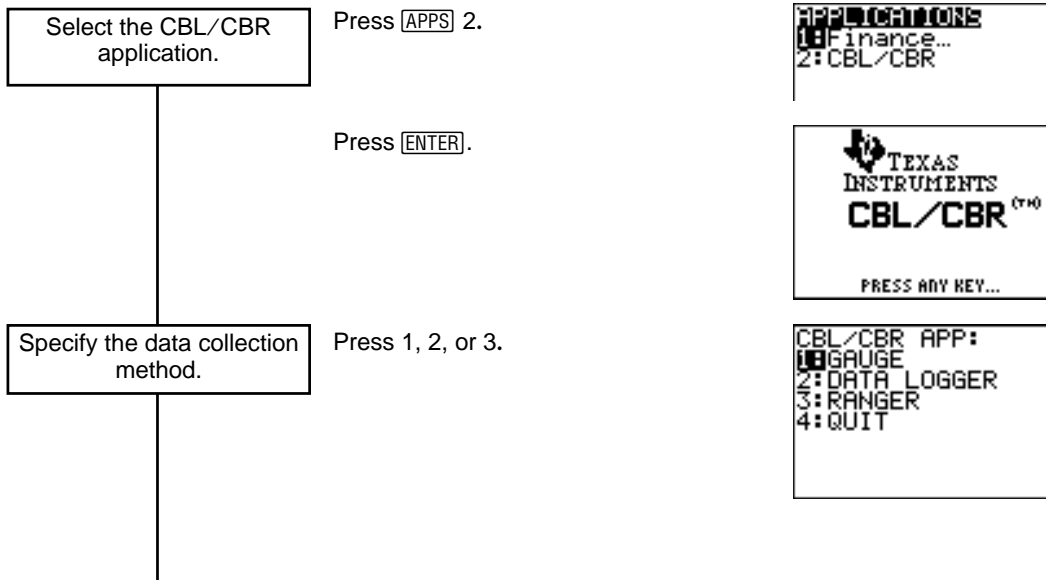 Select the CBL/CBR
application.
Press [APPS] 2.
APPLICATIONS
1:Finance…
2:CBL/CBR
Press [ENTER].
TEXAS
INSTRUMENTS
CBL/CBR (TM)
PRESS ANY KEY...
Specify the data collection
method.
Press 1, 2, or 3.
CBL/CBR APP:
1:GAUGE
2:DATA LOGGER
3:RANGER
4:QUIT